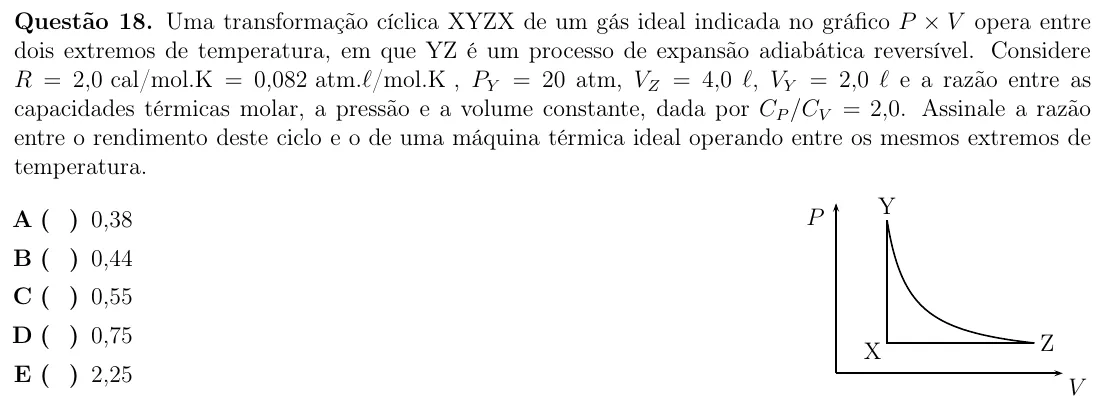 Questão 18. Uma transformação cíclica XYZX de um gás ideal indicada no gráfico P × V opera entre
dois extremos de temperatura, em que YZ é um processo de expansão adiabática reversível. Considere
R = 2,0 cal/mol.K = 0,082 atm.ℓ/mol.K , P_Y = 20 atm, V_Z = 4,0 ℓ, V_Y = 2,0 ℓ e a razão entre as
capacidades térmicas molar, a pressão e a volume constante, dada por C_P/C_V = 2,0. Assinale a razão
entre o rendimento deste ciclo e o de uma máquina térmica ideal operando entre os mesmos extremos de
temperatura.
A ( ) 0,38
B ( ) 0,44
C ( ) 0,55
D ( ) 0,75
E ( ) 2,25
P
Y
X
Z
V